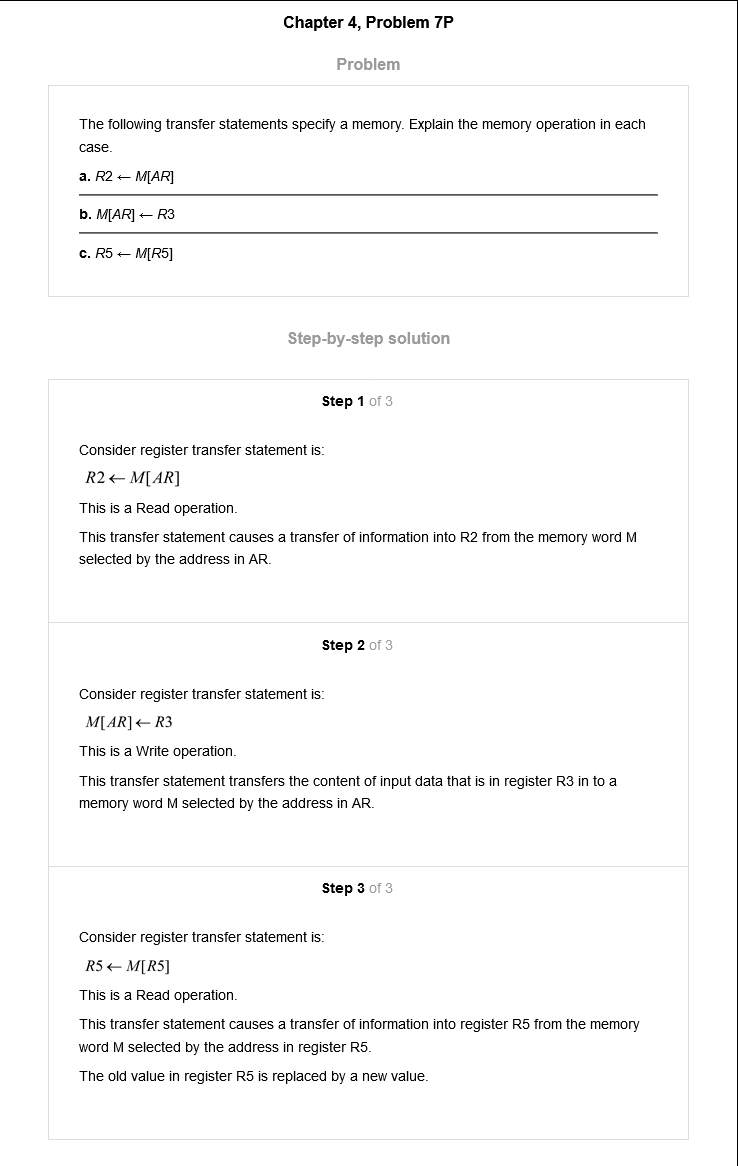 Chapter 4, Problem 7P
Problem
The following transfer statements specify a memory. Explain the memory operation in each
case.
a. R2 ← M[AR]
b. M[AR] ← R3
c. R5 ← M[R5]
Step-by-step solution
Step 1 of 3
Consider register transfer statement is:
R2 ← M[AR]
This is a Read operation.
This transfer statement causes a transfer of information into R2 from the memory word M
selected by the address in AR.
Step 2 of 3
Consider register transfer statement is:
M[AR] ← R3
This is a Write operation.
This transfer statement transfers the content of input data that is in register R3 in to a
memory word M selected by the address in AR.
Step 3 of 3
Consider register transfer statement is:
R5 ← M[R5]
This is a Read operation.
This transfer statement causes a transfer of information into register R5 from the memory
word M selected by the address in register R5.
The old value in register R5 is replaced by a new value.